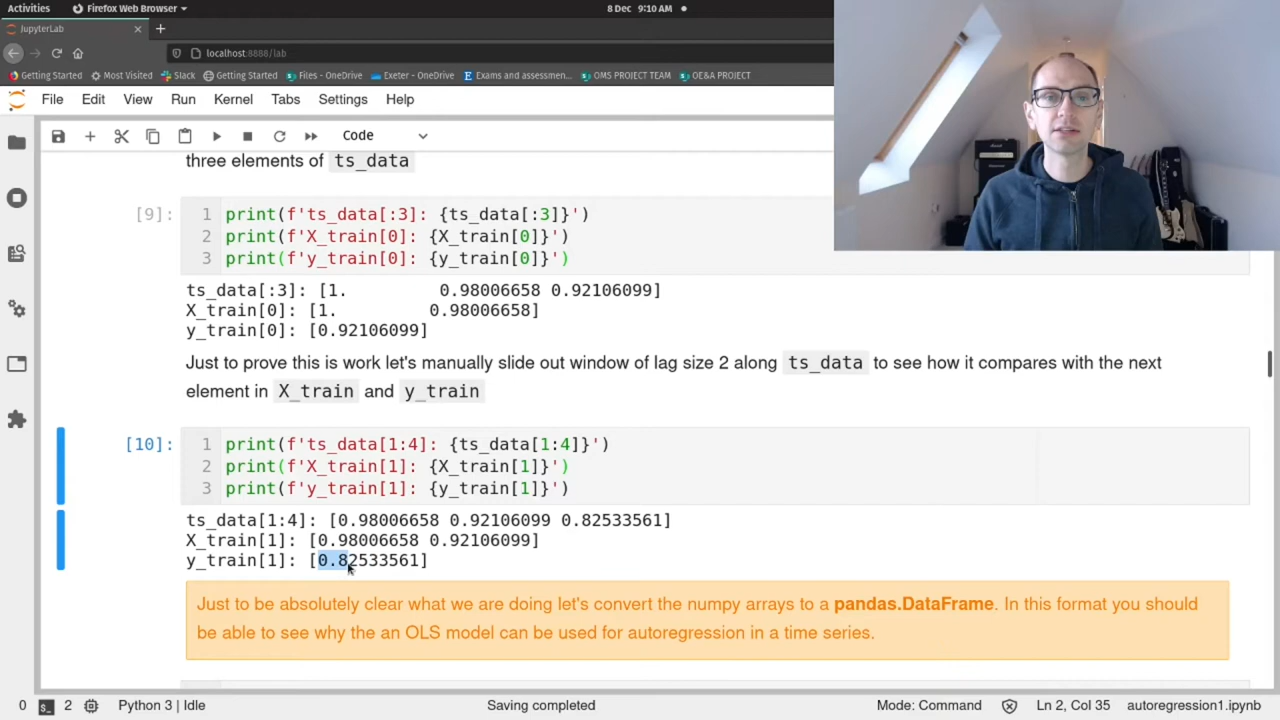 Activities
Firefox Web Browser
8 Dec 9:10 AM
JupyterLab
localhost:8888/lab
Getting Started
Most Visited
Slack
Getting Started
Files - OneDrive
Exeter - OneDrive
Exams and assessmen...
OMS PROJECT TEAM
OE&A PROJECT
File Edit View Run Kernel Tabs Settings Help
Code
three elements of ts_data
[9]:
1 print(f'ts_data[:3]: {ts_data[:3]}')
2 print(f'X_train[0]: {X_train[0]}')
3 print(f'y_train[0]: {y_train[0]}')
ts_data[:3]: [1. 0.98006658 0.92106099]
X_train[0]: [1. 0.98006658]
y_train[0]: [0.92106099]
Just to prove this is work let's manually slide out window of lag size 2 along ts_data to see how it compares with the next
element in X_train and y_train
[10]:
1 print(f'ts_data[1:4]: {ts_data[1:4]}')
2 print(f'X_train[1]: {X_train[1]}')
3 print(f'y_train[1]: {y_train[1]}')
ts_data[1:4]: [0.98006658 0.92106099 0.82533561]
X_train[1]: [0.98006658 0.92106099]
y_train[1]: [0.82533561]
Just to be absolutely clear what we are doing let's convert the numpy arrays to a pandas.DataFrame. In this format you should
be able to see why the an OLS model can be used for autoregression in a time series.
0 2 Python 3 | Idle Saving completed Mode: Command Ln 2, Col 35 autoregression1.ipynb